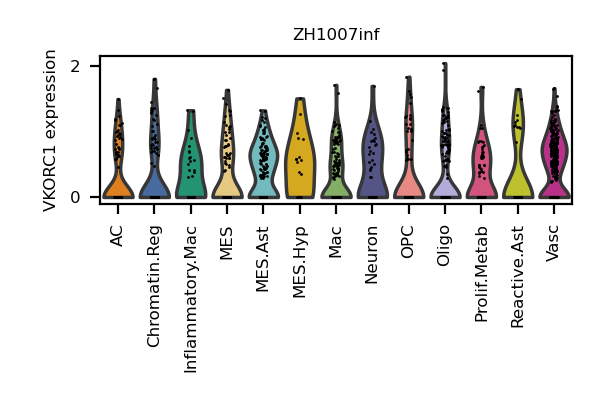 ZH1007inf
VKORC1 expression
2
0
AC
Chromatin.Reg
Inflammatory.Mac
MES
MES.Ast
MES.Hyp
Mac
Neuron
OPC
Oligo
Prolif.Metab
Reactive.Ast
Vasc